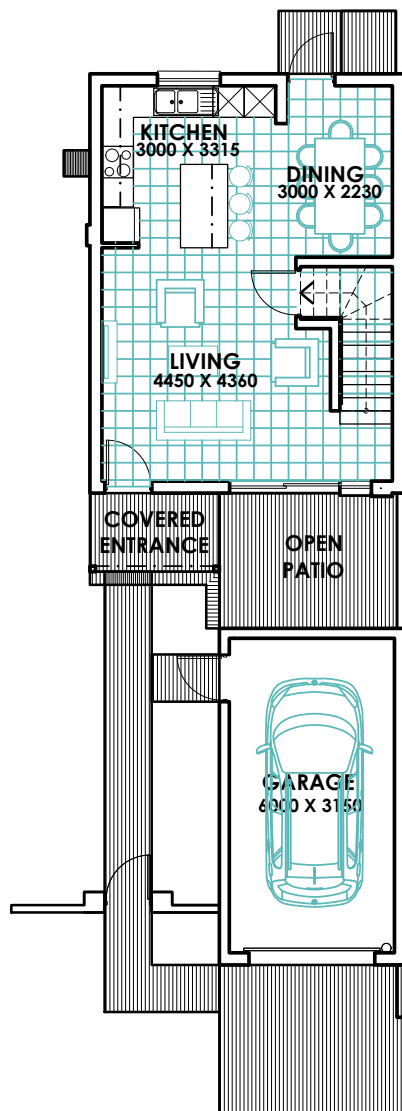 KITCHEN
3000 X 3315
DINING
3000 X 2230
LIVING
4450 X 4360
COVERED
ENTRANCE
OPEN
PATIO
GARAGE
6000 X 3150